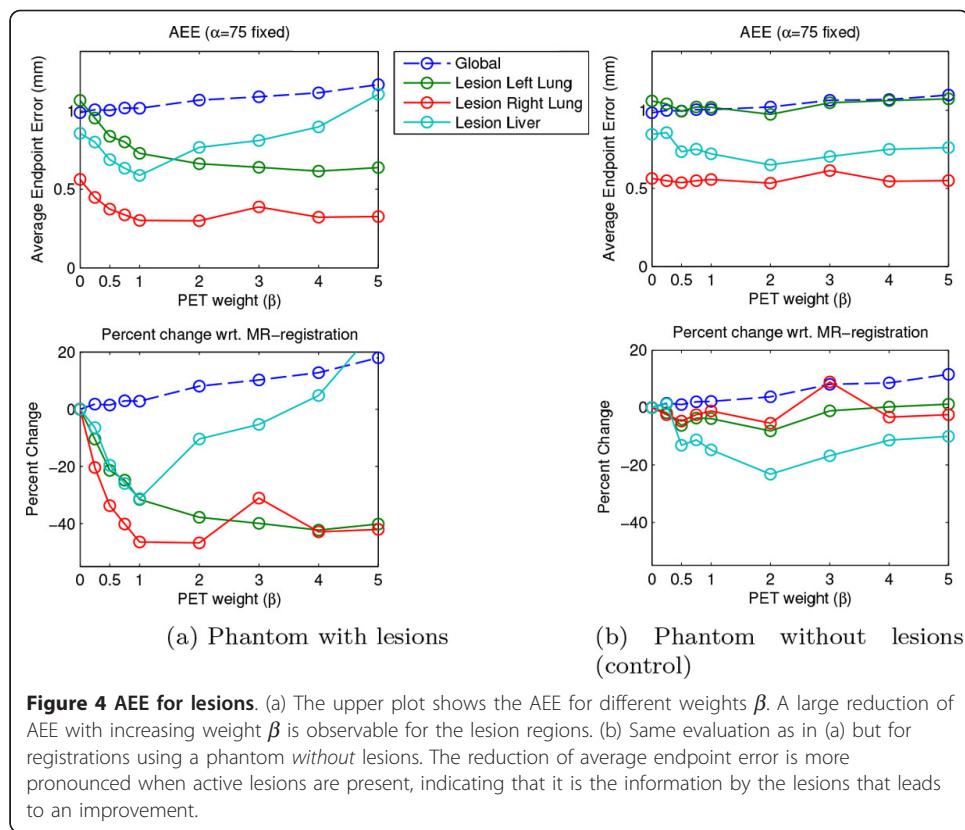 AEE (α=75 fixed)
Average Endpoint Error (mm)
1
0.5
0
0 0.5 1 2 3 4 5
PET weight (β)
Global
Lesion Left Lung
Lesion Right Lung
Lesion Liver
AEE (α=75 fixed)
Average Endpoint Error (mm)
1
0.5
0
0 0.5 1 2 3 4 5
PET weight (β)
Percent change wrt. MR−registration
Percent Change
20
0
−20
−40
0 0.5 1 2 3 4 5
PET weight (β)
(a) Phantom with lesions
Percent change wrt. MR−registration
Percent Change
20
0
−20
−40
0 0.5 1 2 3 4 5
PET weight (β)
(b) Phantom without lesions
(control)
Figure 4 AEE for lesions. (a) The upper plot shows the AEE for different weights β. A large reduction of
AEE with increasing weight β is observable for the lesion regions. (b) Same evaluation as in (a) but for
registrations using a phantom without lesions. The reduction of average endpoint error is more
pronounced when active lesions are present, indicating that it is the information by the lesions that leads
to an improvement.